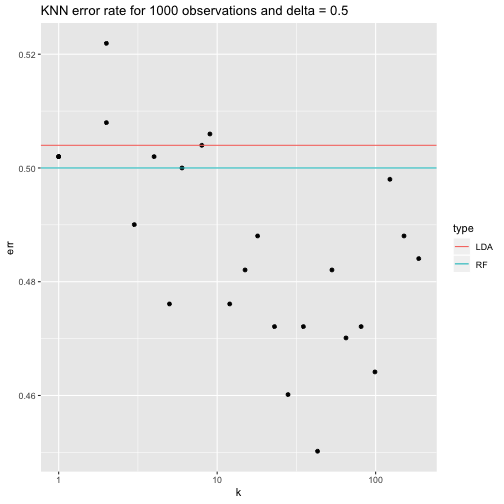 KNN error rate for 1000 observations and delta = 0.5
0.52
0.50
0.48
0.46
err
1
10
100
k
type
LDA
RF